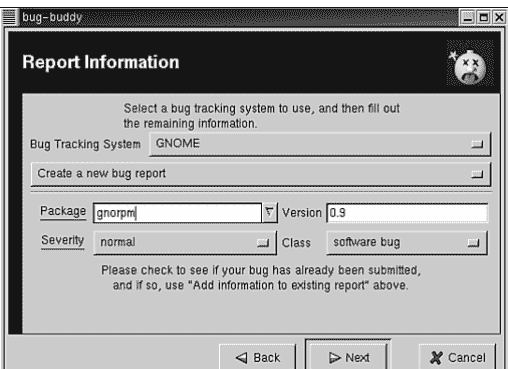 bug-buddy
Report Information
Select a bug tracking system to use, and then fill out
the remaining information.
Bug Tracking System GNOME
Create a new bug report
Package gnorpm Version 0.9
Severity normal Class software bug
Please check to see if your bug has already been submitted,
and if so, use "Add information to existing report" above.
Back Next Cancel